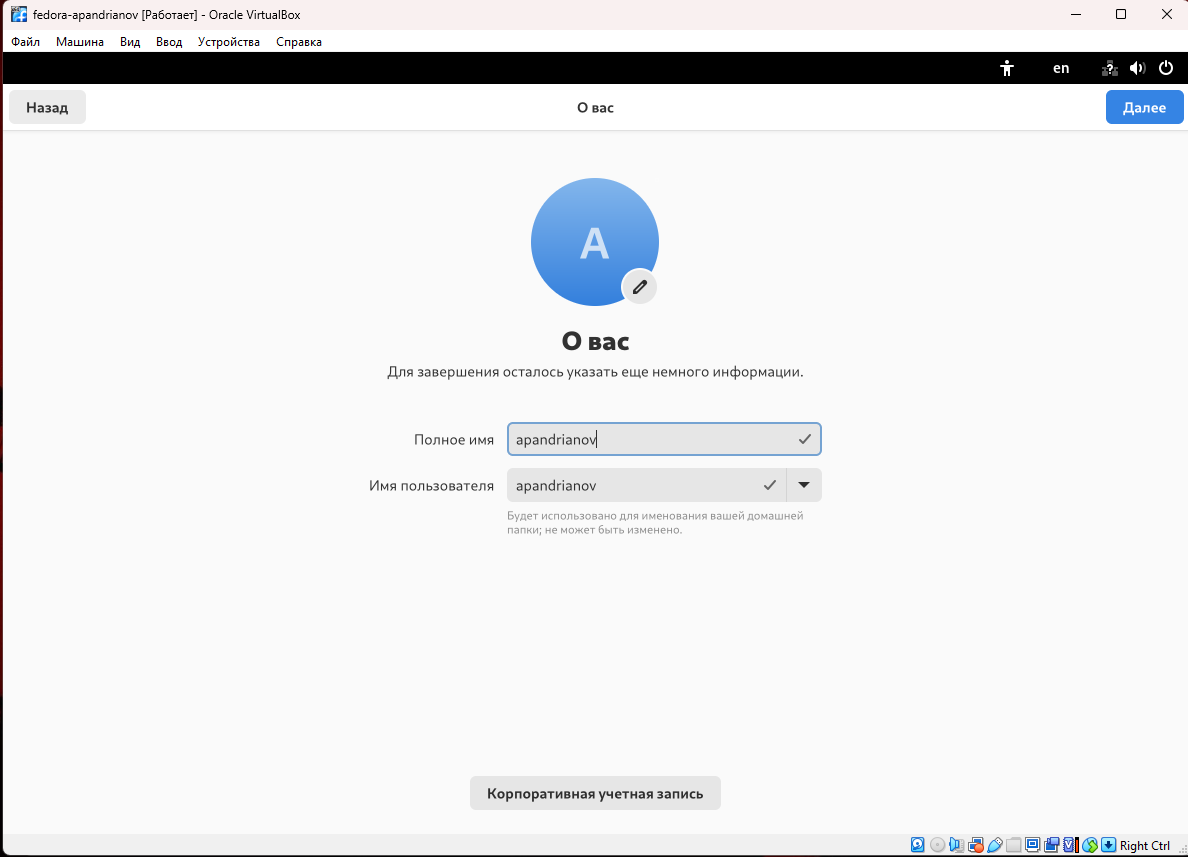 fedora-apandrianov [Работает] - Oracle VirtualBox
Файл Машина Вид Ввод Устройства Справка
en
Назад О вас Далее
A
О вас
Для завершения осталось указать еще немного информации.
Полное имя apandrianov
Имя пользователя apandrianov
Будет использовано для именования вашей домашней
папки; не может быть изменено.
Корпоративная учетная запись
Right Ctrl